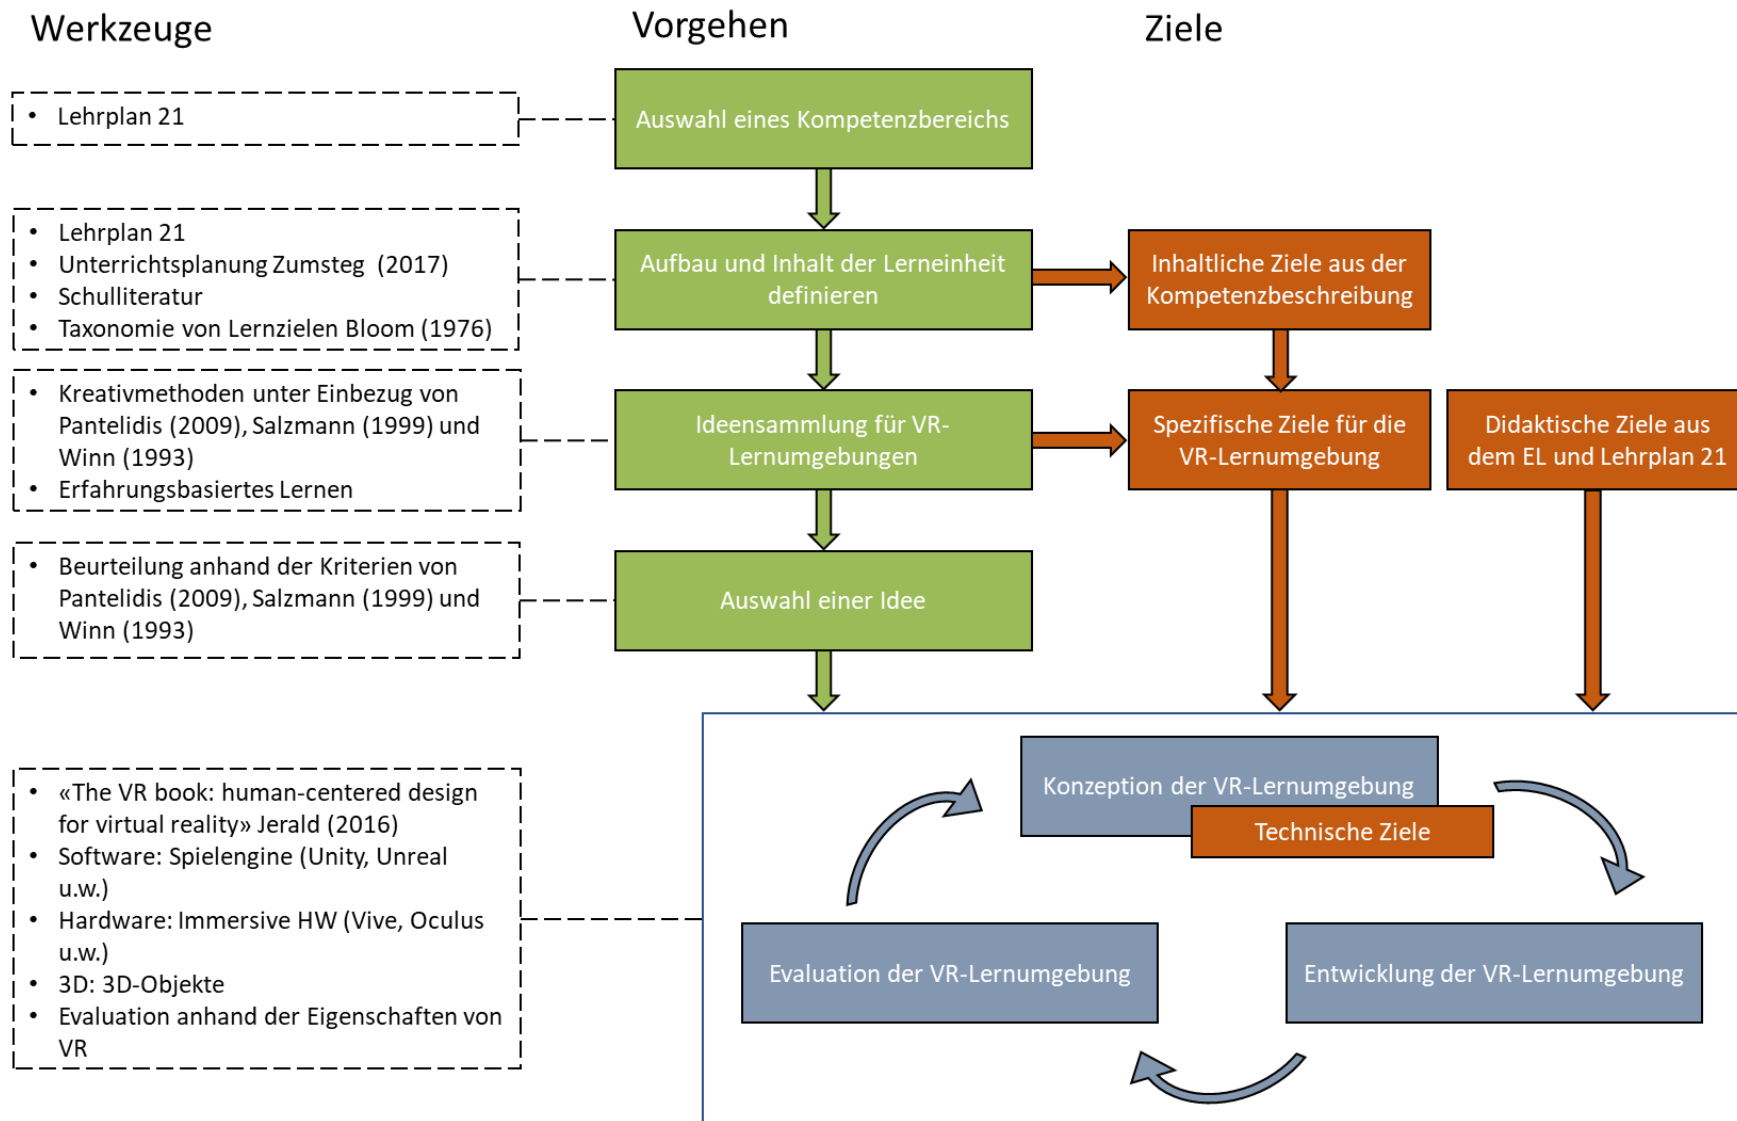 Werkzeuge
Vorgehen
Ziele
• Lehrplan 21
Auswahl eines Kompetenzbereichs
• Lehrplan 21
• Unterrichtsplanung Zumsteg (2017)
• Schulliteratur
• Taxonomie von Lernzielen Bloom (1976)
Aufbau und Inhalt der Lerneinheit
definieren
Inhaltliche Ziele aus der
Kompetenzbeschreibung
• Kreativmethoden unter Einbezug von
Pantelidis (2009), Salzmann (1999) und
Winn (1993)
• Erfahrungsbasiertes Lernen
Ideensammlung für VR-
Lernumgebungen
Spezifische Ziele für die
VR-Lernumgebung
Didaktische Ziele aus
dem EL und Lehrplan 21
• Beurteilung anhand der Kriterien von
Pantelidis (2009), Salzmann (1999) und
Winn (1993)
Auswahl einer Idee
• «The VR book: human-centered design
for virtual reality» Jerald (2016)
• Software: Spielengine (Unity, Unreal
u.w.)
• Hardware: Immersive HW (Vive, Oculus
u.w.)
• 3D: 3D-Objekte
• Evaluation anhand der Eigenschaften von
VR
Konzeption der VR-Lernumgebung
Technische Ziele
Evaluation der VR-Lernumgebung
Entwicklung der VR-Lernumgebung